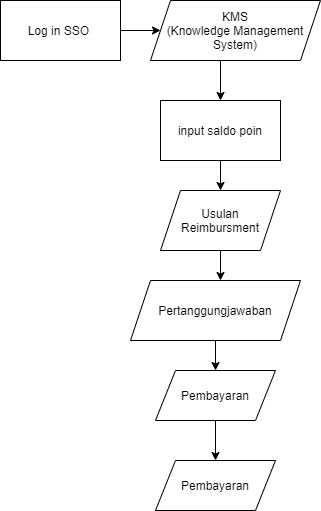 Log in SSO
KMS
(Knowledge Management
System)
input saldo poin
Usulan
Reimbursment
Pertanggungjawaban
Pembayaran
Pembayaran